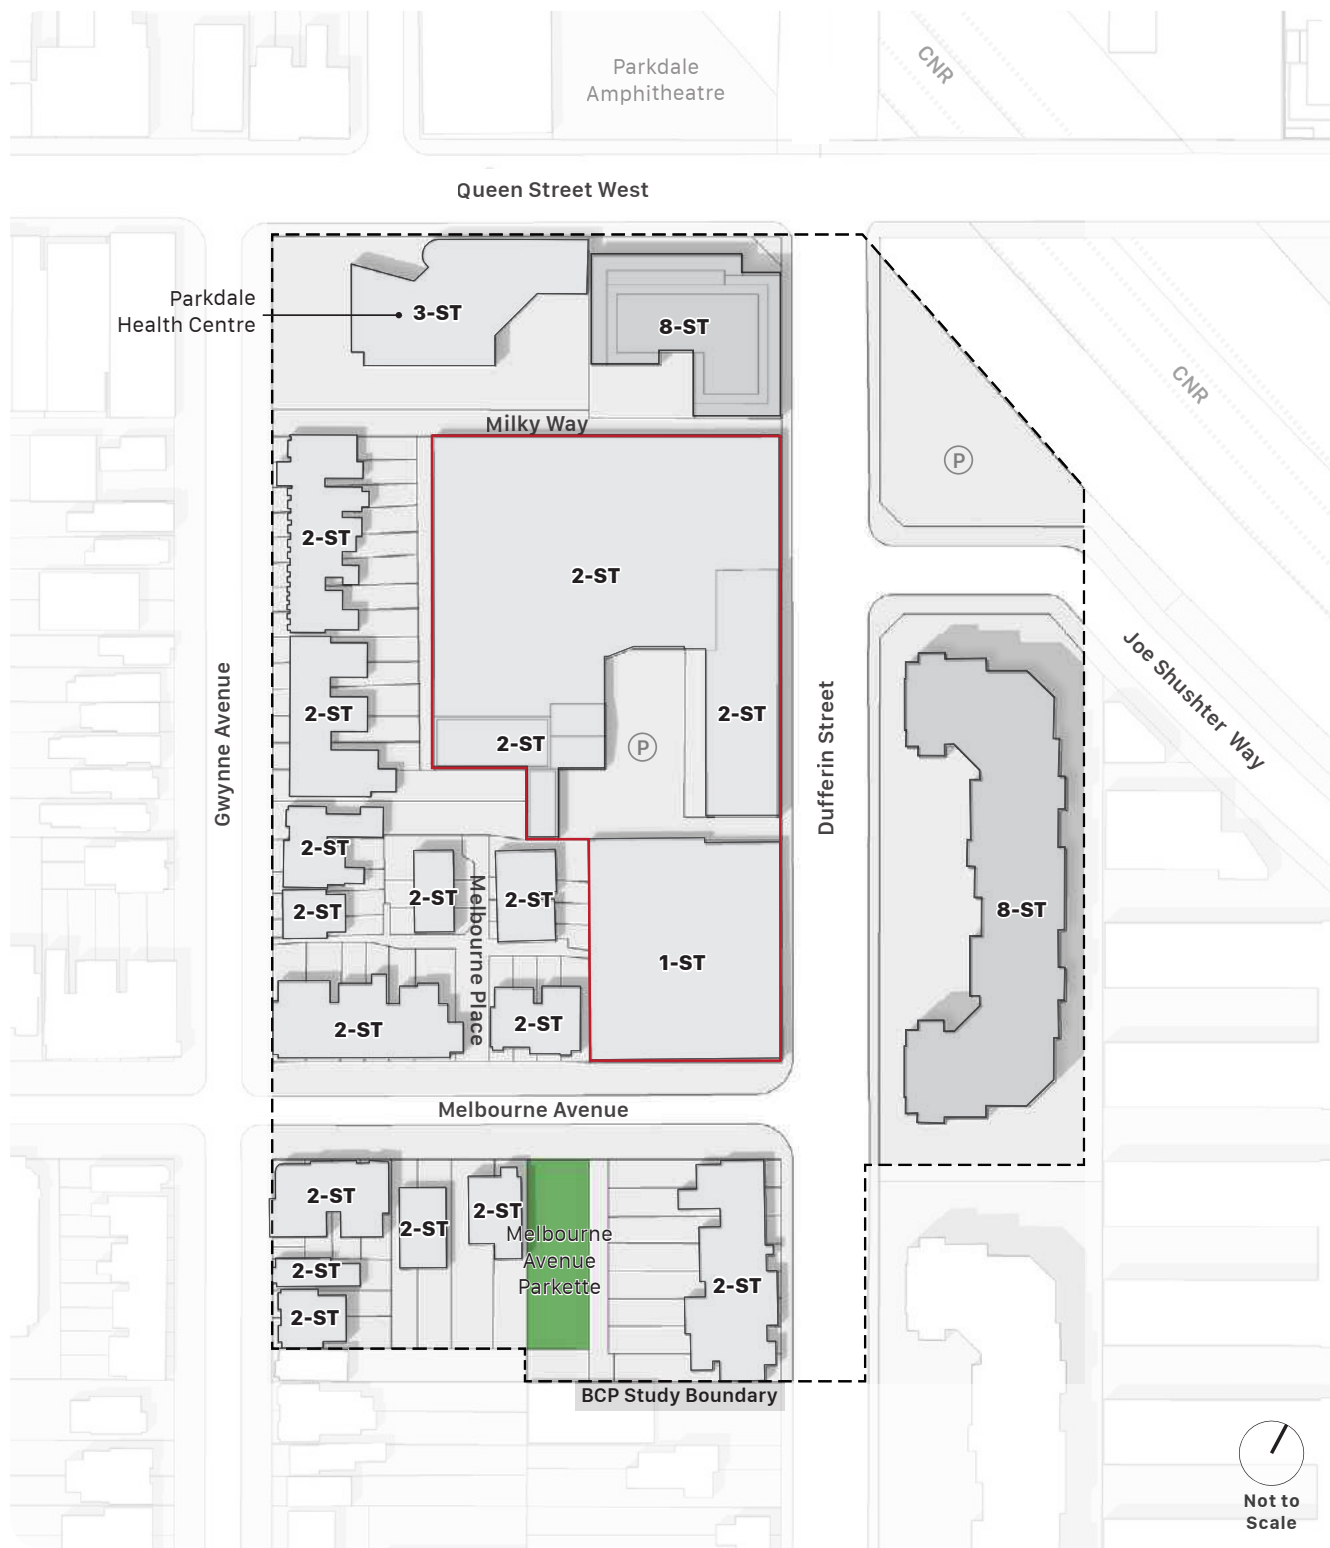 Parkdale
Amphitheatre
CNR
Queen Street West
Parkdale
Health Centre
3-ST
8-ST
CNR
Milky Way
P
2-ST
2-ST
Joe Shushter Way
Gwynne Avenue
2-ST
2-ST
2-ST
P
Dufferin Street
2-ST
2-ST
2-ST
Melbourne Place
2-ST
8-ST
2-ST
1-ST
2-ST
2-ST
Melbourne Avenue
2-ST
2-ST
2-ST
Melbourne
Avenue
Parkette
2-ST
2-ST
2-ST
BCP Study Boundary
Not to
Scale